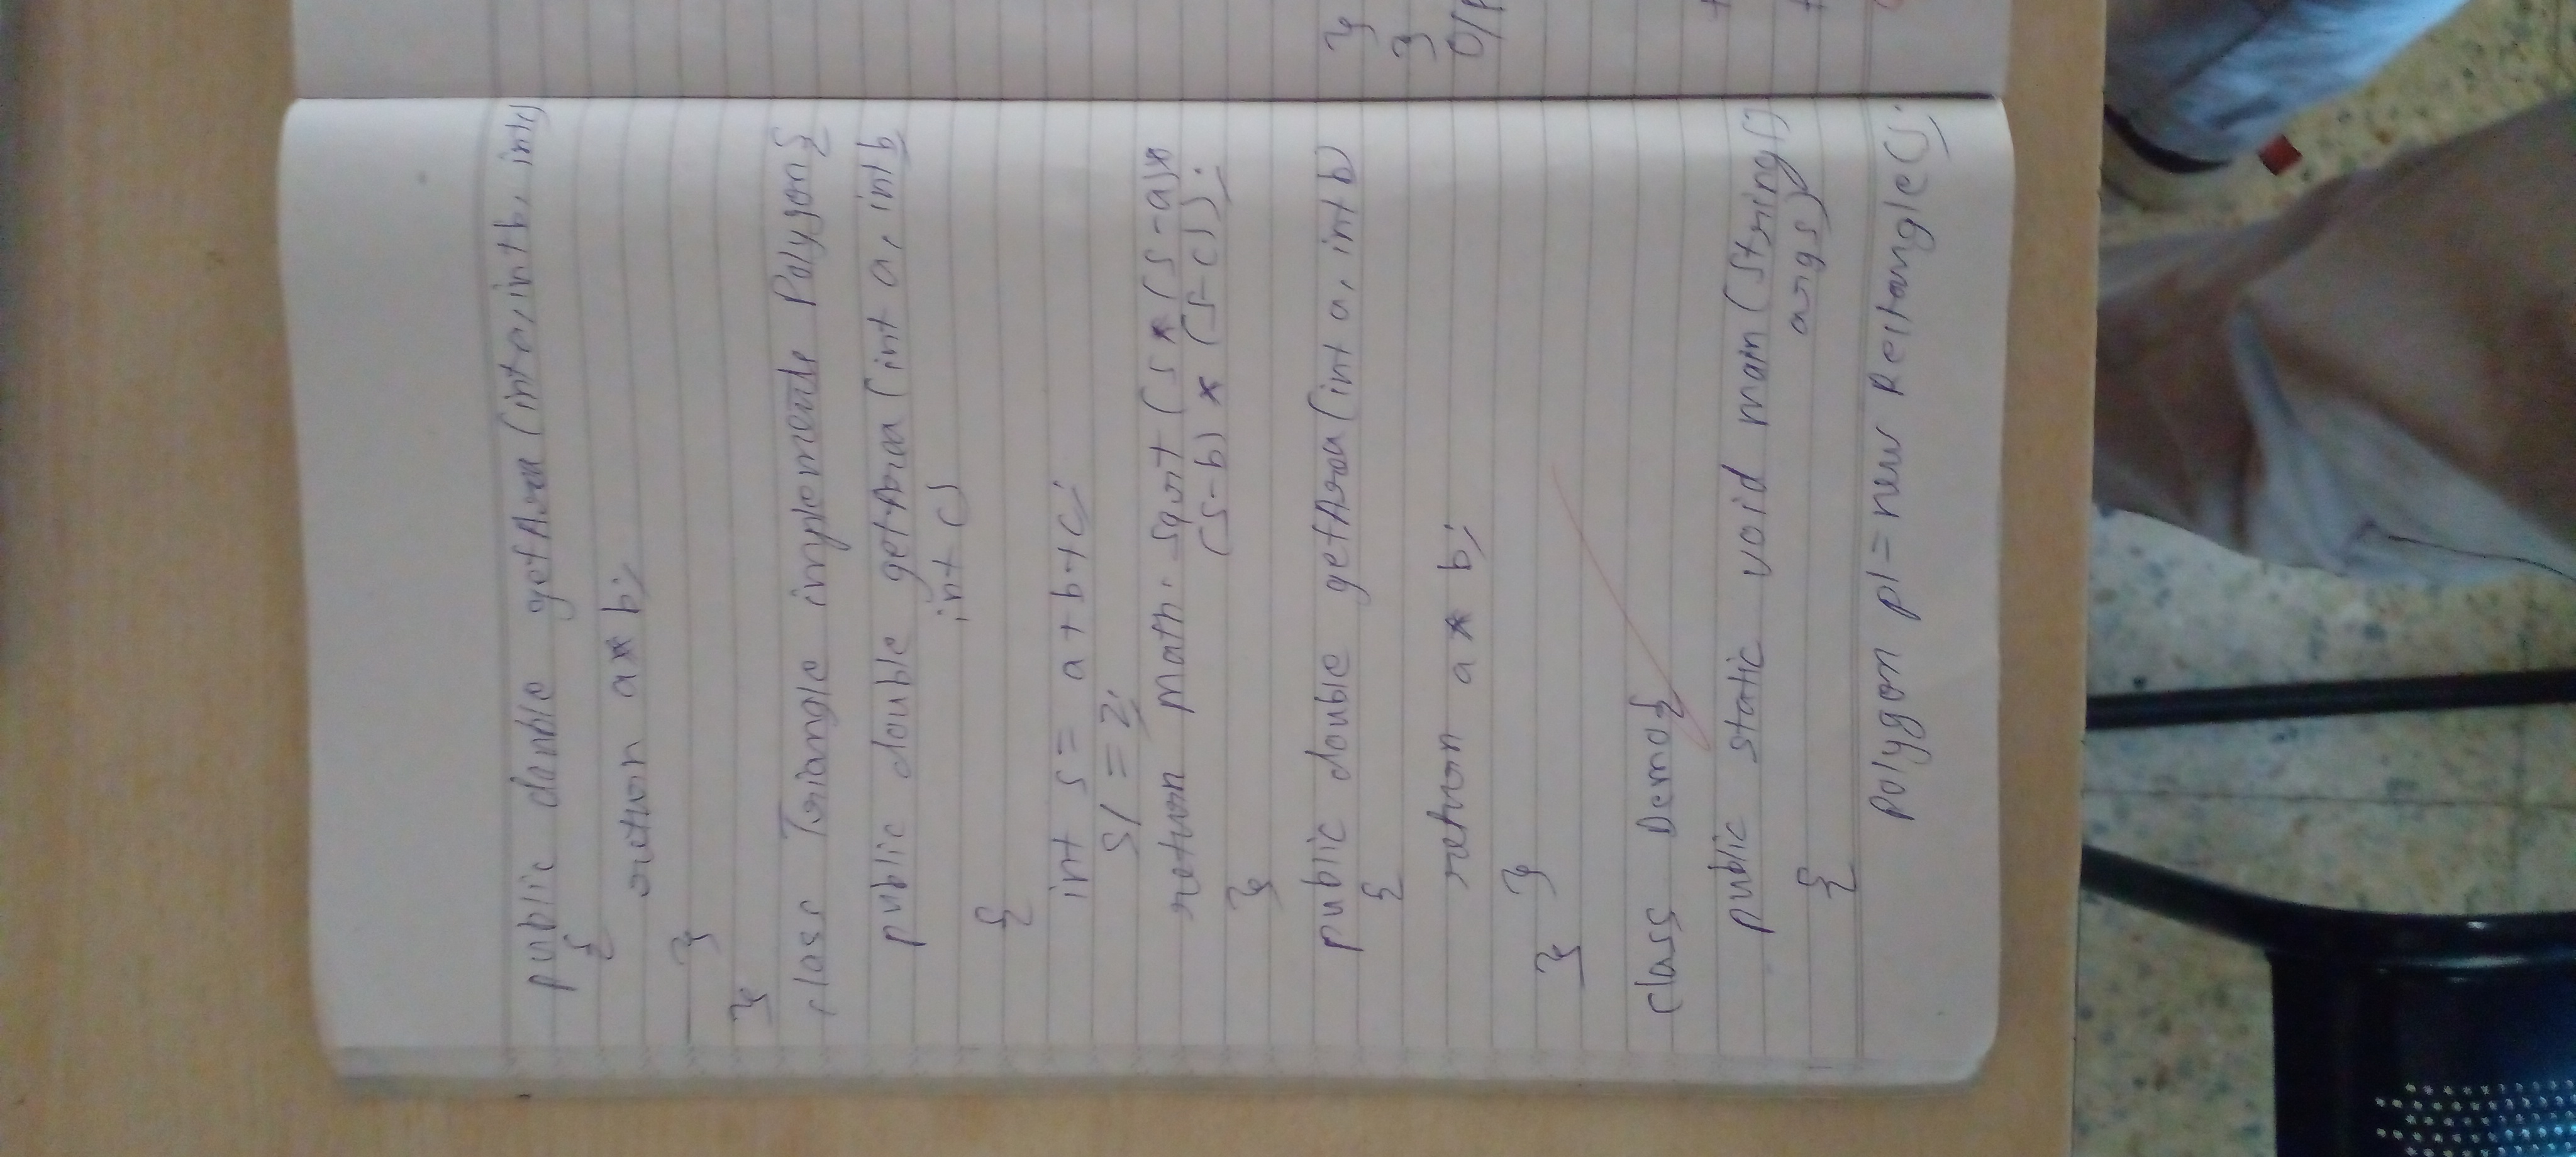 public double getArea(int a, int b, int c)
{
return a*b;
}
}
class Triangle implements Polygon{
public double getArea(int a, int b
int c)
{
int s = a+b+c;
s/=2;
return Math.sqrt(s*(s-a)*
(s-b)*(s-c));
}
public double getArea(int a, int b)
{
return a*b;
}
}
class Demo{
public static void main(String[]
args)
{
Polygon p1=new Rectangle();
}
}
O/P